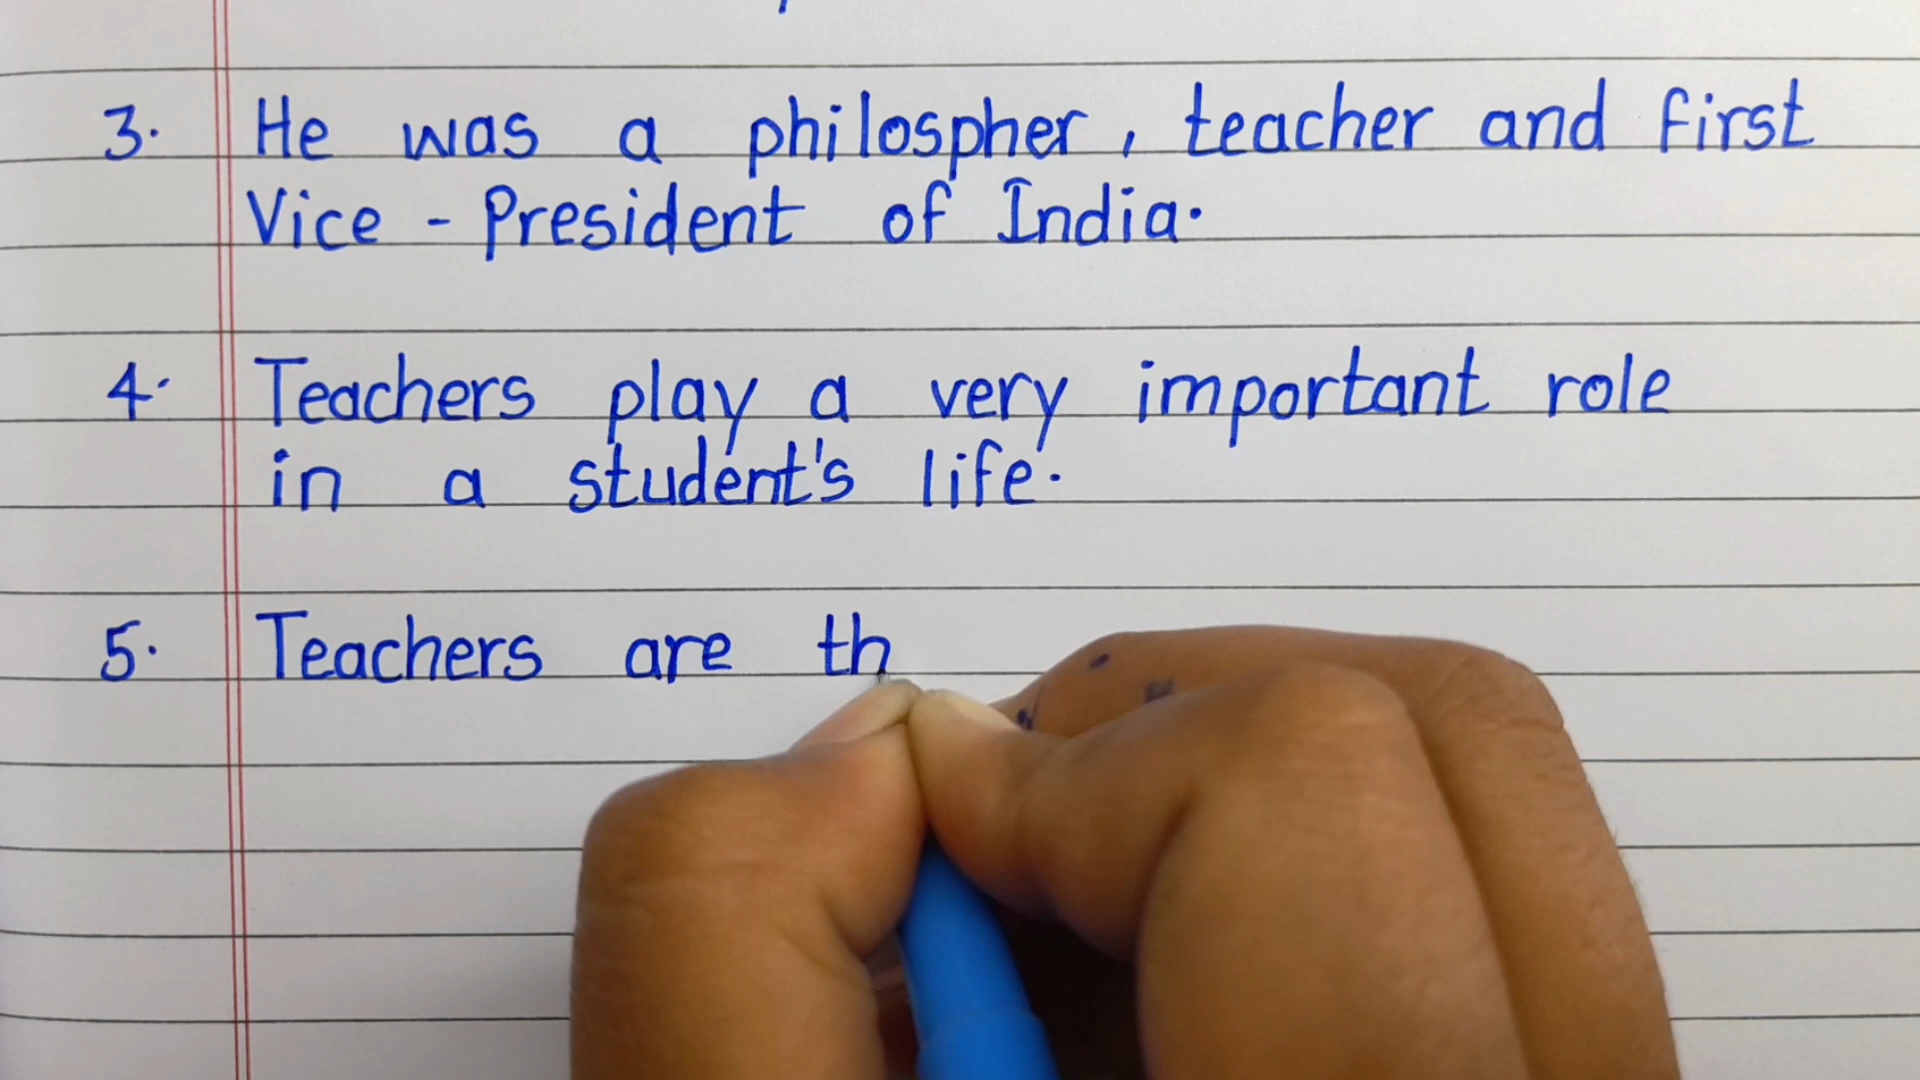 3. He was a philospher, teacher and first
Vice - President of India.
4. Teachers play a very important role
in a student's life.
5. Teachers are th